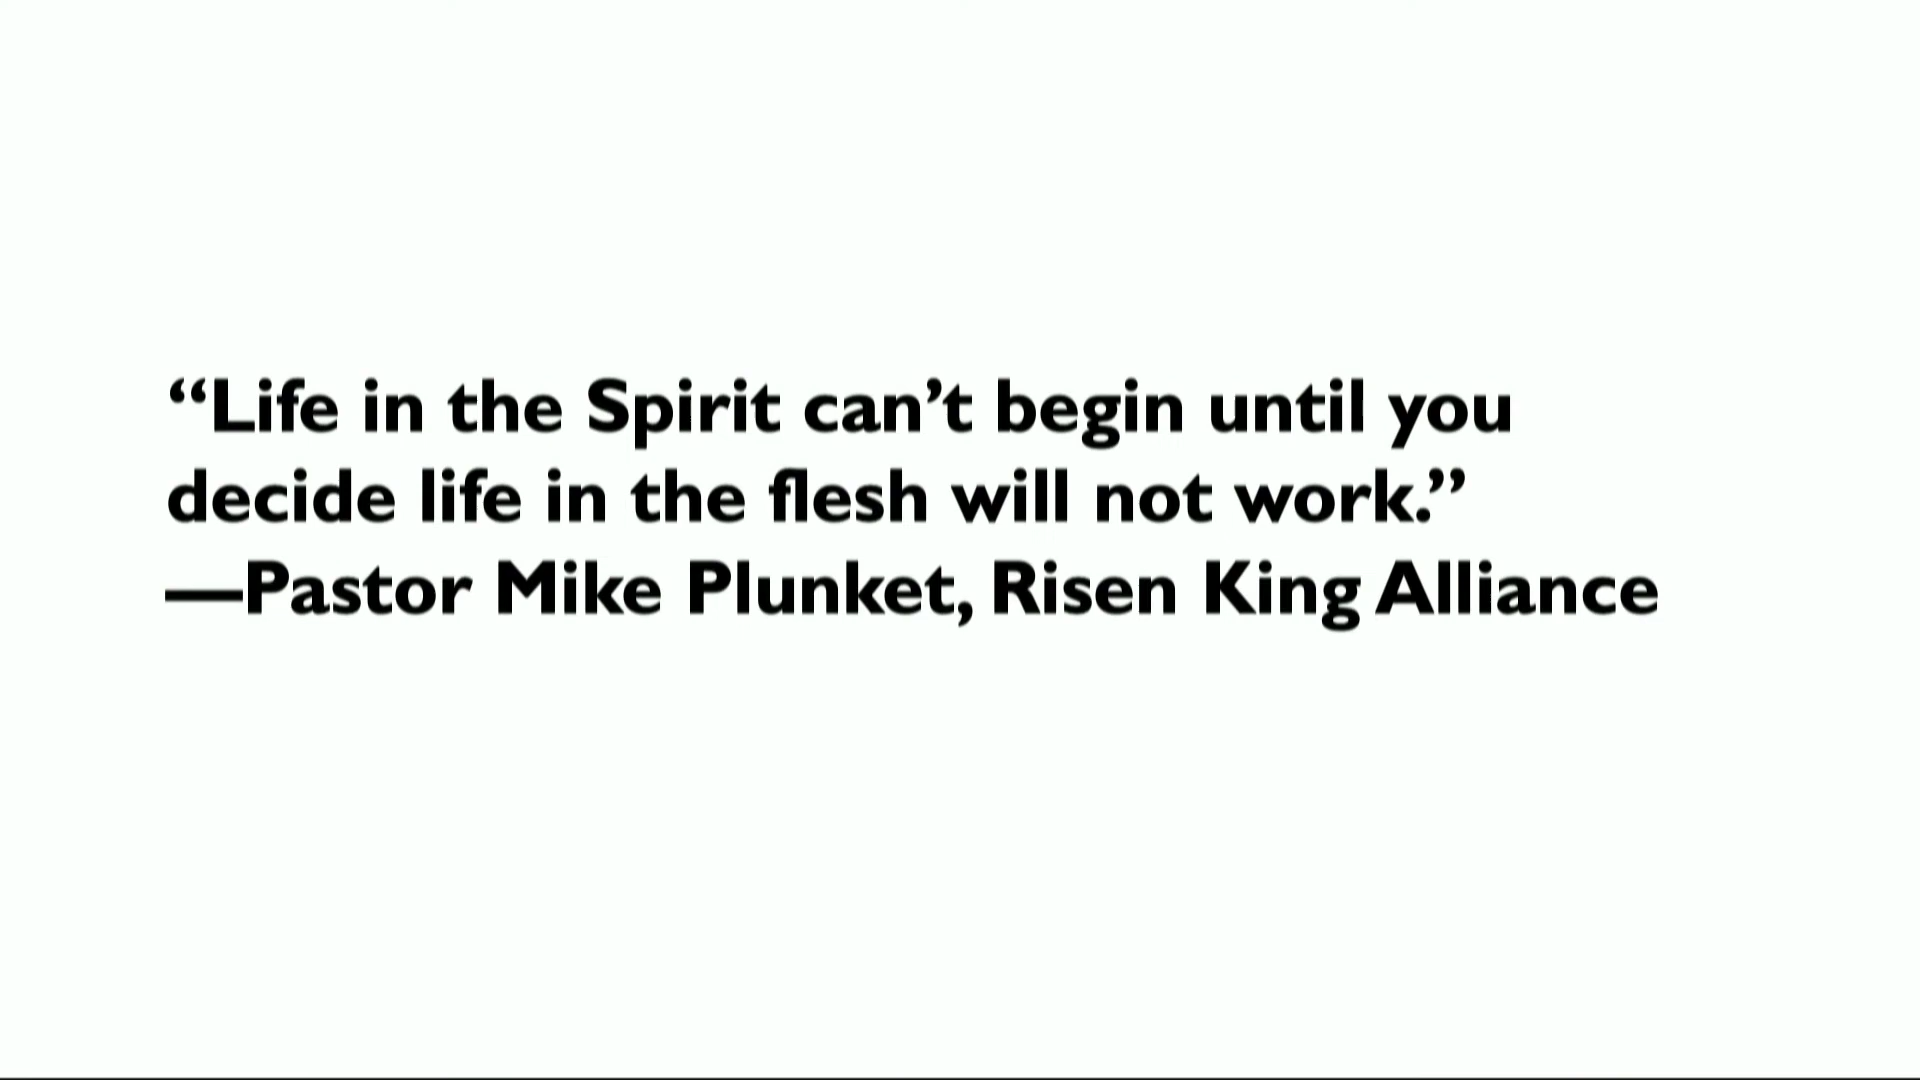 “Life in the Spirit can’t begin until you
decide life in the flesh will not work.”
—Pastor Mike Plunket, Risen King Alliance